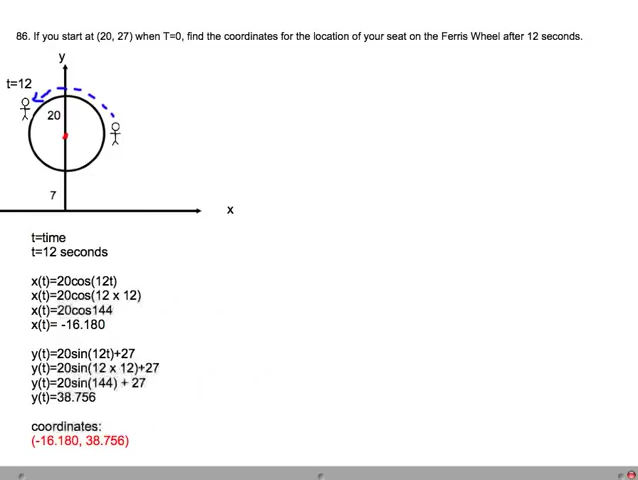 86. If you start at (20, 27) when T=0, find the coordinates for the location of your seat on the Ferris Wheel after 12 seconds.
y
t=12
20
7
x
t=time
t=12 seconds
x(t)=20cos(12t)
x(t)=20cos(12 x 12)
x(t)=20cos144
x(t)= -16.180
y(t)=20sin(12t)+27
y(t)=20sin(12 x 12)+27
y(t)=20sin(144) + 27
y(t)=38.756
coordinates:
(-16.180, 38.756)